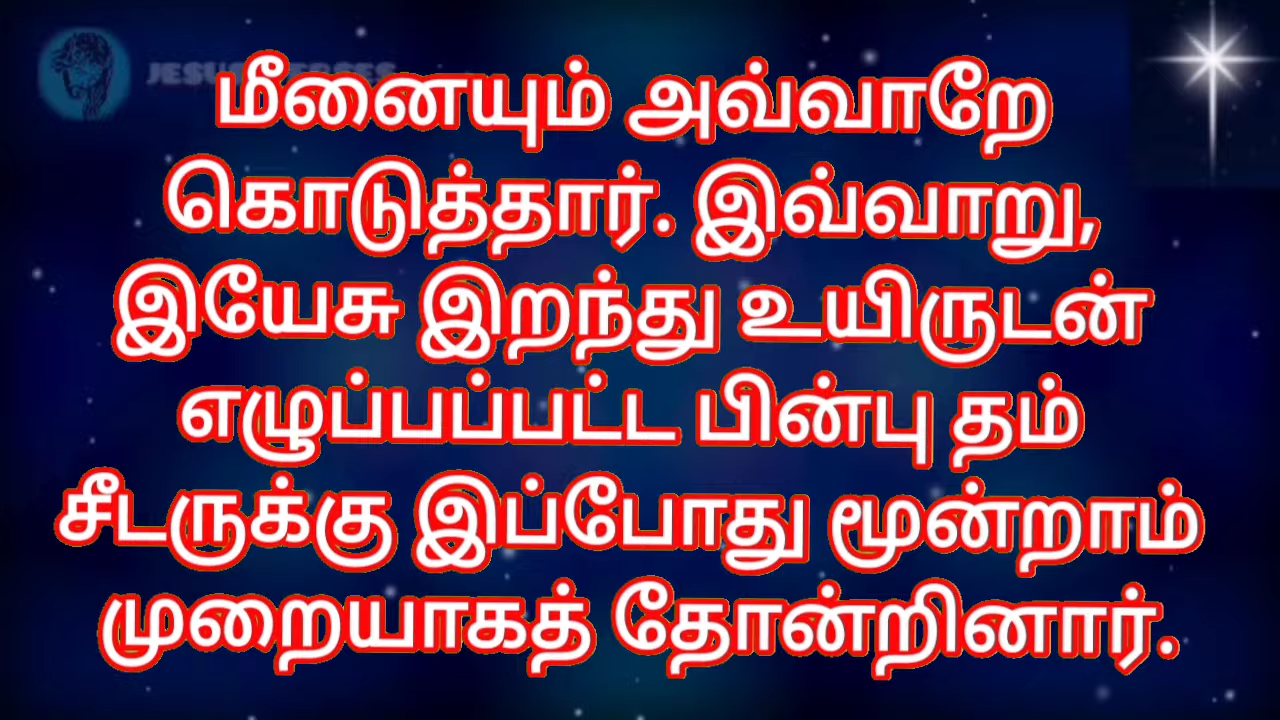 மீனையும் அவ்வாறே
கொடுத்தார். இவ்வாறு,
இயேசு இறந்து உயிருடன்
எழுப்பப்பட்ட பின்பு தம்
சீடருக்கு இப்போது மூன்றாம்
முறையாகத் தோன்றினார்.